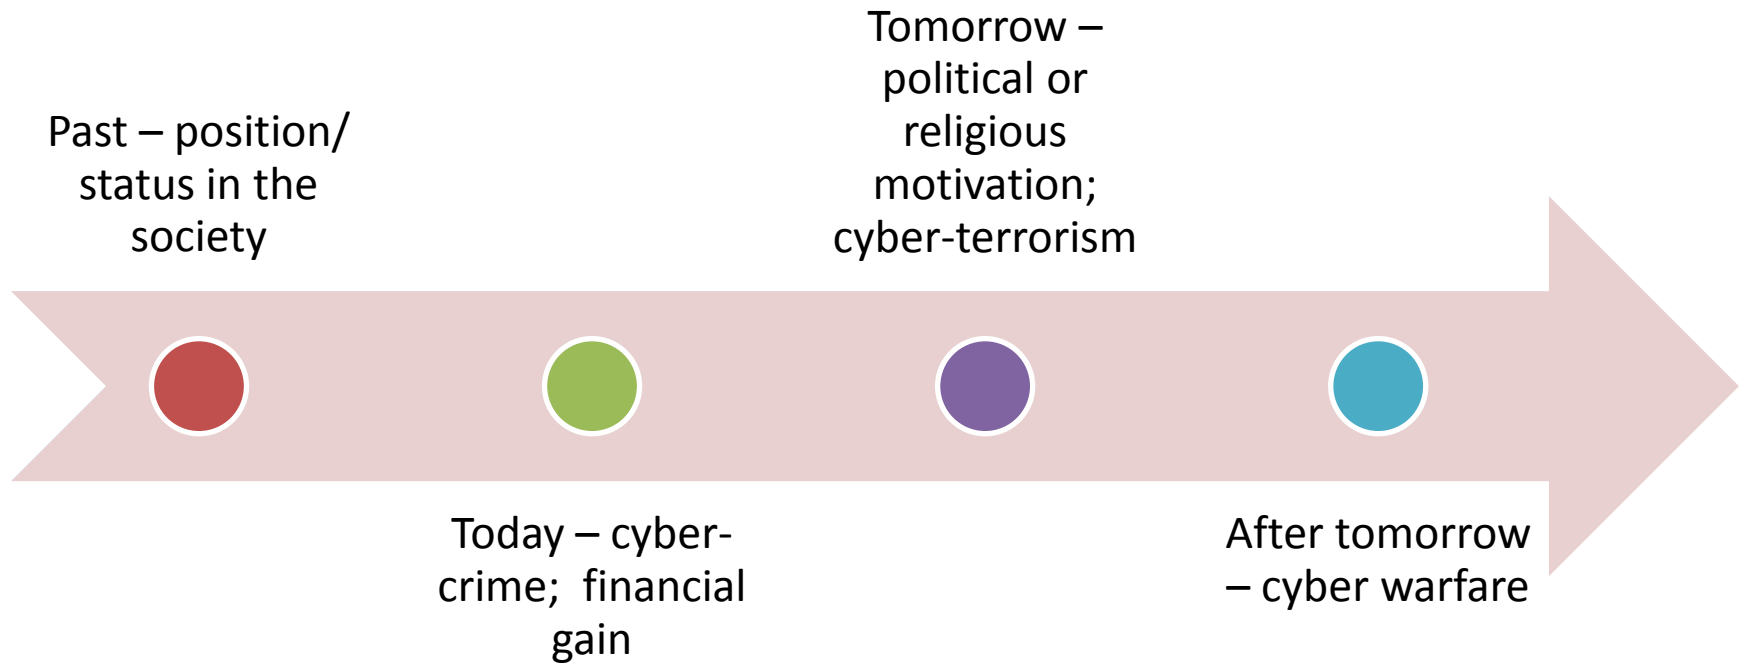 Past – position/
status in the
society
Today – cyber-
crime;  financial
gain
Tomorrow –
political or
religious
motivation;
cyber-terrorism
After tomorrow
– cyber warfare